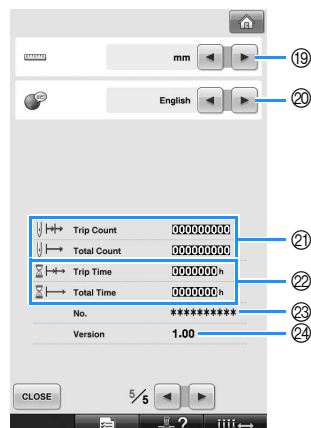 mm ⑲
ABC
English ⑳
Trip Count 000000000
Total Count 000000000 ㉑
Trip Time 0000000 h
Total Time 0000000 h ㉒
No. ********** ㉓
Version 1.00 ㉔
CLOSE 5/5
?